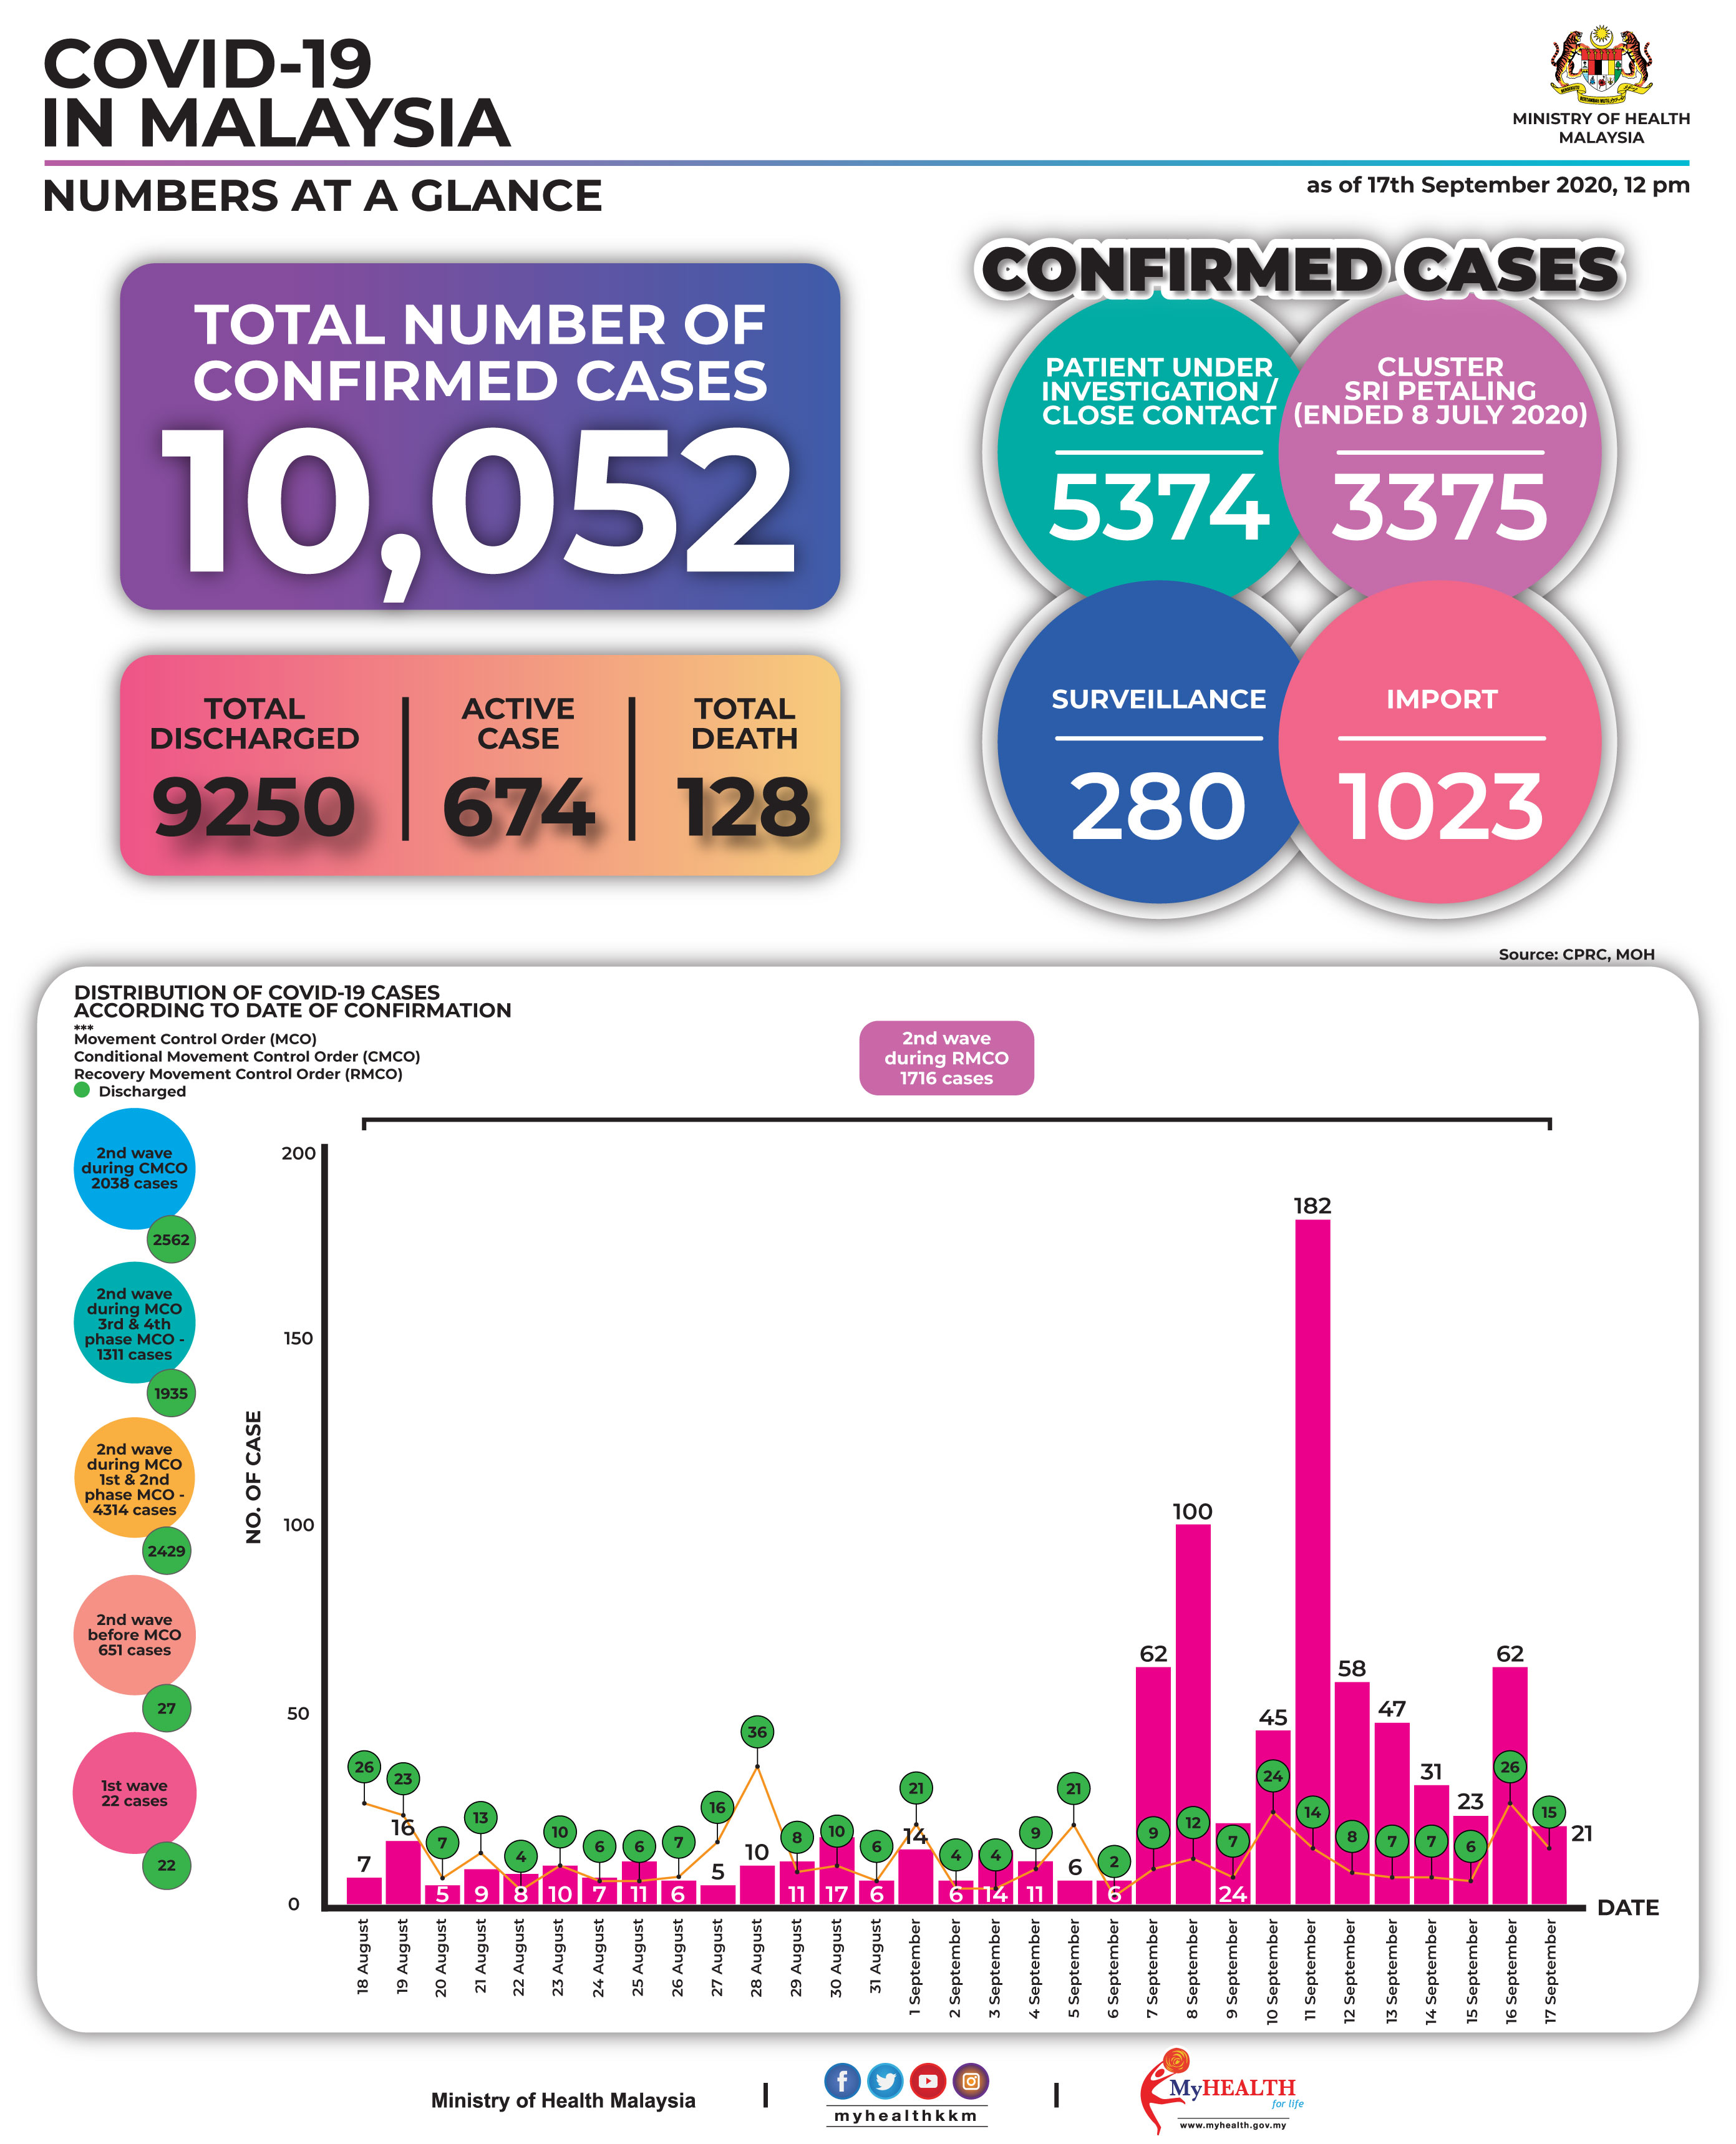 COVID-19
IN MALAYSIA
MINISTRY OF HEALTH
MALAYSIA
NUMBERS AT A GLANCE
as of 17th September 2020, 12 pm
TOTAL NUMBER OF
CONFIRMED CASES
10,052
TOTAL
DISCHARGED
9250
ACTIVE
CASE
674
TOTAL
DEATH
128
CONFIRMED CASES
PATIENT UNDER
INVESTIGATION /
CLOSE CONTACT
5374
CLUSTER
SRI PETALING
(ENDED 8 JULY 2020)
3375
SURVEILLANCE
280
IMPORT
1023
Source: CPRC, MOH
DISTRIBUTION OF COVID-19 CASES
ACCORDING TO DATE OF CONFIRMATION
***
Movement Control Order (MCO)
Conditional Movement Control Order (CMCO)
Recovery Movement Control Order (RMCO)
Discharged
2nd wave
during RMCO
1716 cases
2nd wave
during CMCO
2038 cases
2562
2nd wave
during MCO
3rd & 4th
phase MCO -
1311 cases
1935
2nd wave
during MCO
1st & 2nd
phase MCO -
4314 cases
2429
2nd wave
before MCO
651 cases
27
1st wave
22 cases
22
NO. OF CASE
200
150
100
50
0
26 23 7 13 4 10 6 6 7 16 36 8 10 6 21 4 4 9 21 2 9 12 7 24 14 8 7 7 6 26 15
7 16 5 9 8 10 7 11 6 5 10 11 17 6 14 6 14 11 6 6 62 100 24 45 182 58 47 31 23 62 21
DATE
18 August
19 August
20 August
21 August
22 August
23 August
24 August
25 August
26 August
27 August
28 August
29 August
30 August
31 August
1 September
2 September
3 September
4 September
5 September
6 September
7 September
8 September
9 September
10 September
11 September
12 September
13 September
14 September
15 September
16 September
17 September
Ministry of Health Malaysia
myhealthkkm
MyHEALTH
for life
www.myhealth.gov.my